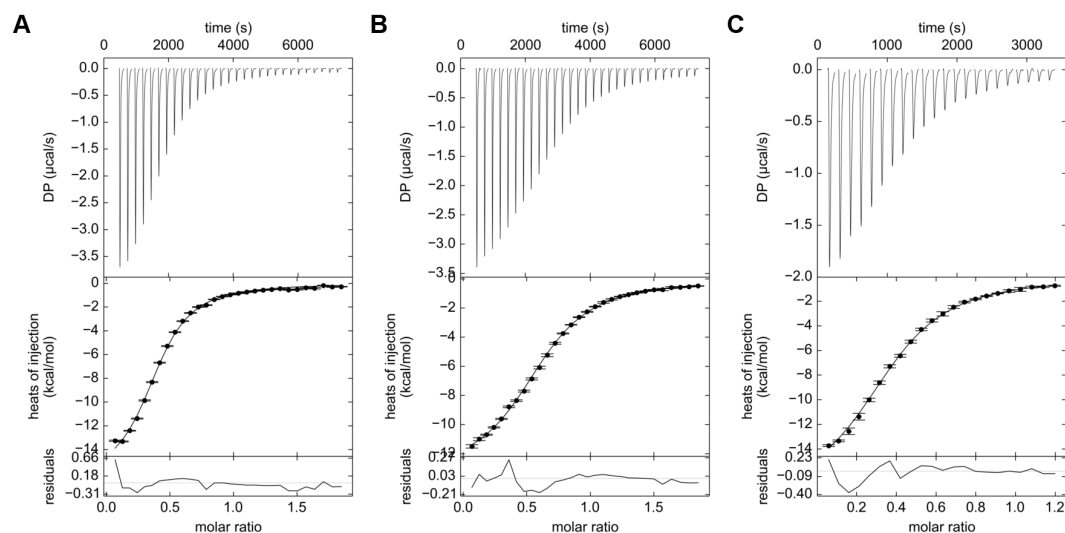 A
time (s)
0 2000 4000 6000
DP (µcal/s)
0.0
−0.5
−1.0
−1.5
−2.0
−2.5
−3.0
−3.5
heats of injection
(kcal/mol)
0
−2
−4
−6
−8
−10
−12
−14
residuals
0.66
0.18
−0.31
0.0 0.5 1.0 1.5
molar ratio
B
time (s)
0 2000 4000 6000
DP (µcal/s)
0.0
−0.5
−1.0
−1.5
−2.0
−2.5
−3.0
−3.5
heats of injection
(kcal/mol)
0
−2
−4
−6
−8
−10
−12
residuals
0.27
0.03
−0.21
0.0 0.5 1.0 1.5
molar ratio
C
time (s)
0 1000 2000 3000
DP (µcal/s)
0.0
−0.5
−1.0
−1.5
−2.0
heats of injection
(kcal/mol)
0
−2
−4
−6
−8
−10
−12
−14
residuals
0.23
−0.09
−0.40
0.2 0.4 0.6 0.8 1.0 1.2
molar ratio